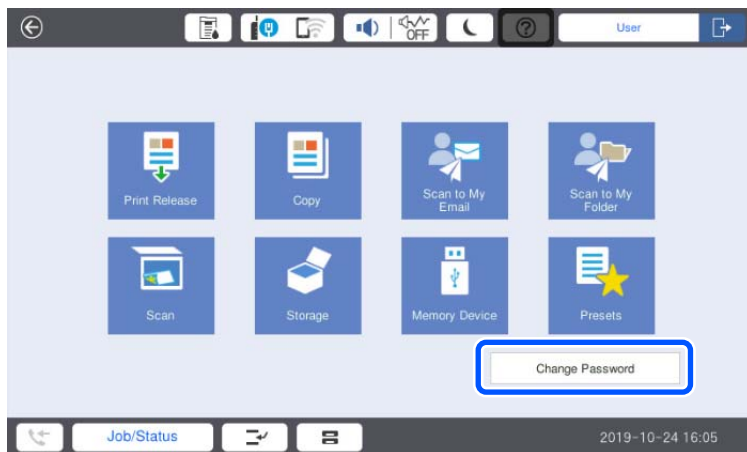 OFF
User
Print Release
Copy
Scan to My
Email
Scan to My
Folder
Scan
Storage
Memory Device
Presets
Change Password
Job/Status
2019-10-24 16:05